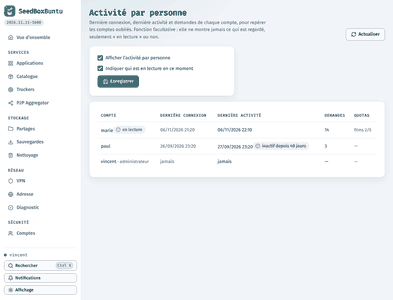 SeedBoxBuntu
2026.11.11-1600
Vue d'ensemble
SERVICES
Applications
Catalogue
Trackers
P2P Aggregator
STOCKAGE
Partages
Sauvegardes
Nettoyage
RÉSEAU
VPN
Adresse
Diagnostic
SÉCURITÉ
Comptes
vincent
Rechercher Ctrl K
Notifications
Affichage
Activité par personne
Dernière connexion, dernière activité et demandes de chaque compte, pour repérer
les comptes oubliés. Fonction facultative : elle ne montre jamais ce qui est regardé,
seulement « en lecture » ou non.
Actualiser
Afficher l'activité par personne
Indiquer qui est en lecture en ce moment
Enregistrer
COMPTE DERNIÈRE CONNEXION DERNIÈRE ACTIVITÉ DEMANDES QUOTAS
marie en lecture 06/11/2026 21:20 06/11/2026 22:10 14 films 2/5
paul 26/09/2026 23:20 27/09/2026 23:20 inactif depuis 40 jours 3 —
vincent · administrateur jamais jamais — —